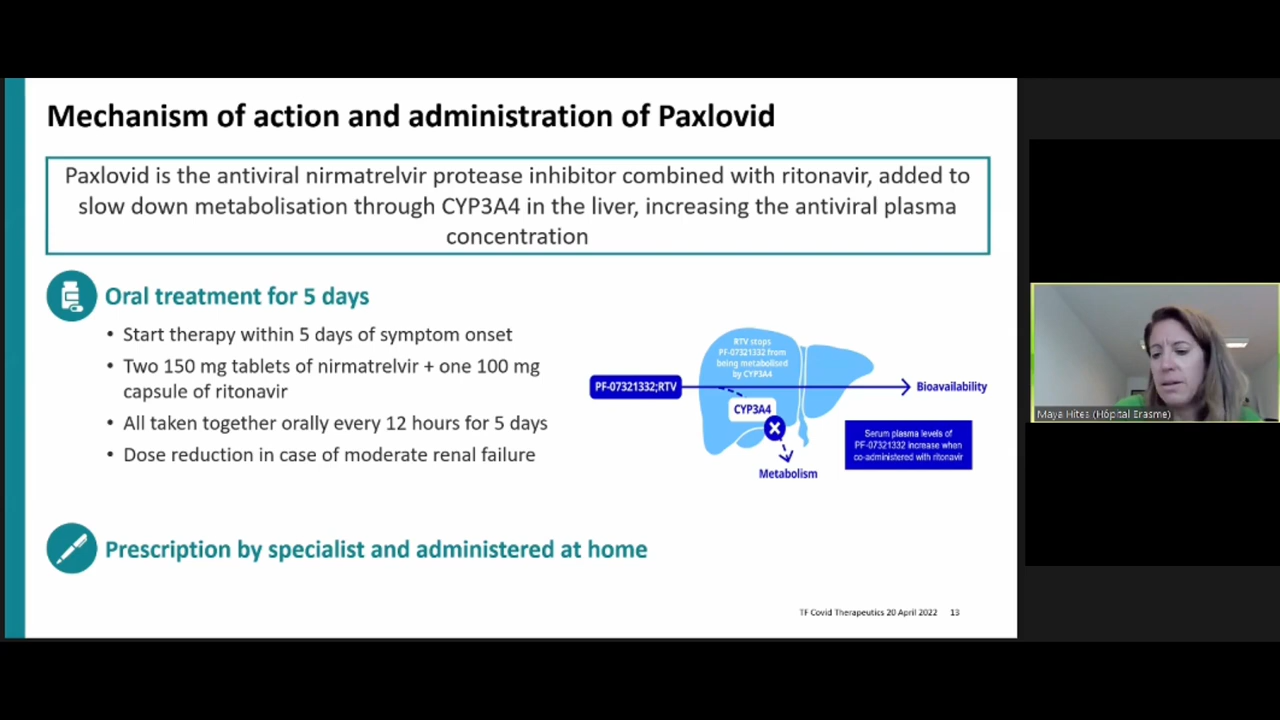 Mechanism of action and administration of Paxlovid
Paxlovid is the antiviral nirmatrelvir protease inhibitor combined with ritonavir, added to
slow down metabolisation through CYP3A4 in the liver, increasing the antiviral plasma
concentration
Oral treatment for 5 days
• Start therapy within 5 days of symptom onset
• Two 150 mg tablets of nirmatrelvir + one 100 mg
capsule of ritonavir
• All taken together orally every 12 hours for 5 days
• Dose reduction in case of moderate renal failure
RTV stops
PF-07321332 from
being metabolised
by CYP3A4
PF-07321332;RTV
Bioavailability
CYP3A4
Metabolism
Serum plasma levels of
PF-07321332 increase when
co-administered with ritonavir
Prescription by specialist and administered at home
TF Covid Therapeutics 20 April 2022 13
Maya Hites (Hôpital Erasme)